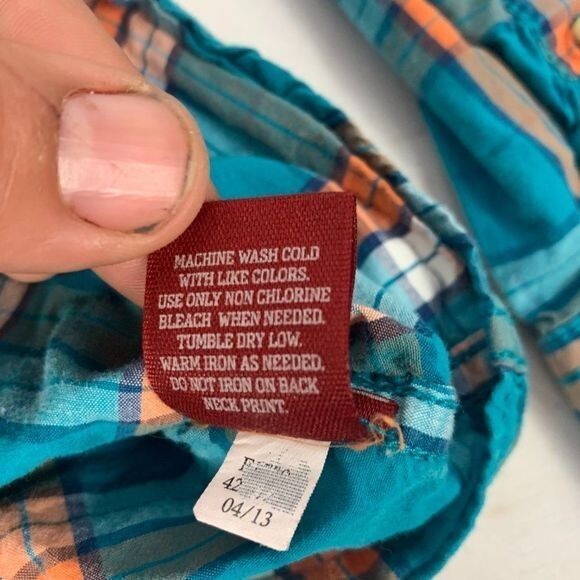 MACHINE WASH COLD
WITH LIKE COLORS.
USE ONLY NON CHLORINE
BLEACH WHEN NEEDED.
TUMBLE DRY LOW.
WARM IRON AS NEEDED.
DO NOT IRON ON BACK
NECK PRINT.
42
04/13